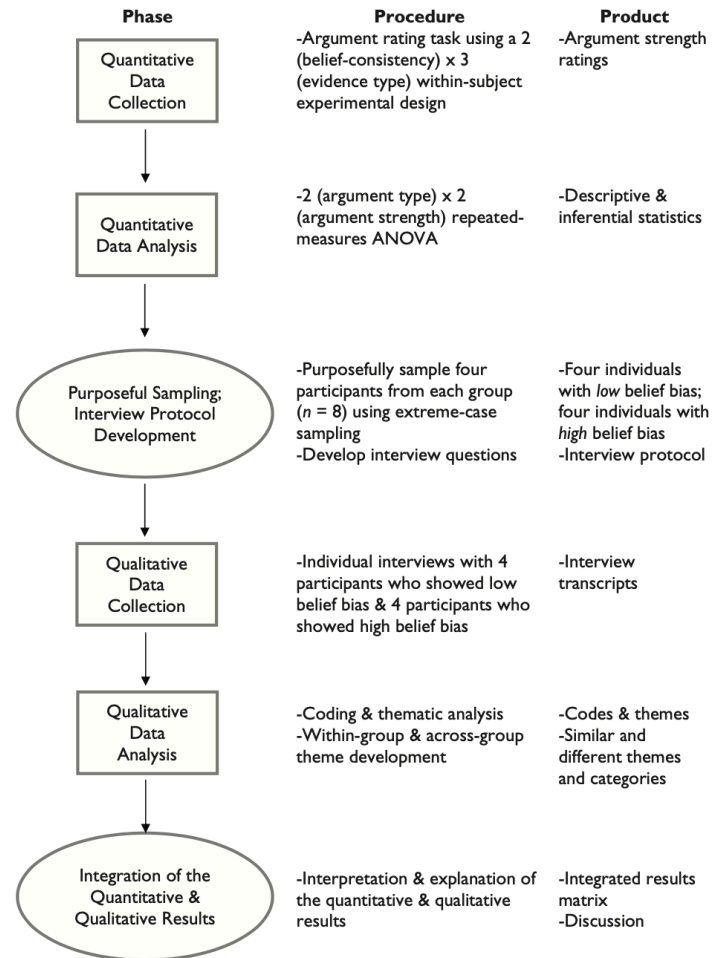 Phase
Procedure
Product
Quantitative
Data
Collection
-Argument rating task using a 2
(belief-consistency) x 3
(evidence type) within-subject
experimental design
-Argument strength
ratings
Quantitative
Data Analysis
-2 (argument type) x 2
(argument strength) repeated-
measures ANOVA
-Descriptive &
inferential statistics
Purposeful Sampling;
Interview Protocol
Development
-Purposefully sample four
participants from each group
(n = 8) using extreme-case
sampling
-Develop interview questions
-Four individuals
with low belief bias;
four individuals with
high belief bias
-Interview protocol
Qualitative
Data
Collection
-Individual interviews with 4
participants who showed low
belief bias & 4 participants who
showed high belief bias
-Interview
transcripts
Qualitative
Data
Analysis
-Coding & thematic analysis
-Within-group & across-group
theme development
-Codes & themes
-Similar and
different themes
and categories
Integration of the
Quantitative &
Qualitative Results
-Interpretation & explanation of
the quantitative & qualitative
results
-Integrated results
matrix
-Discussion